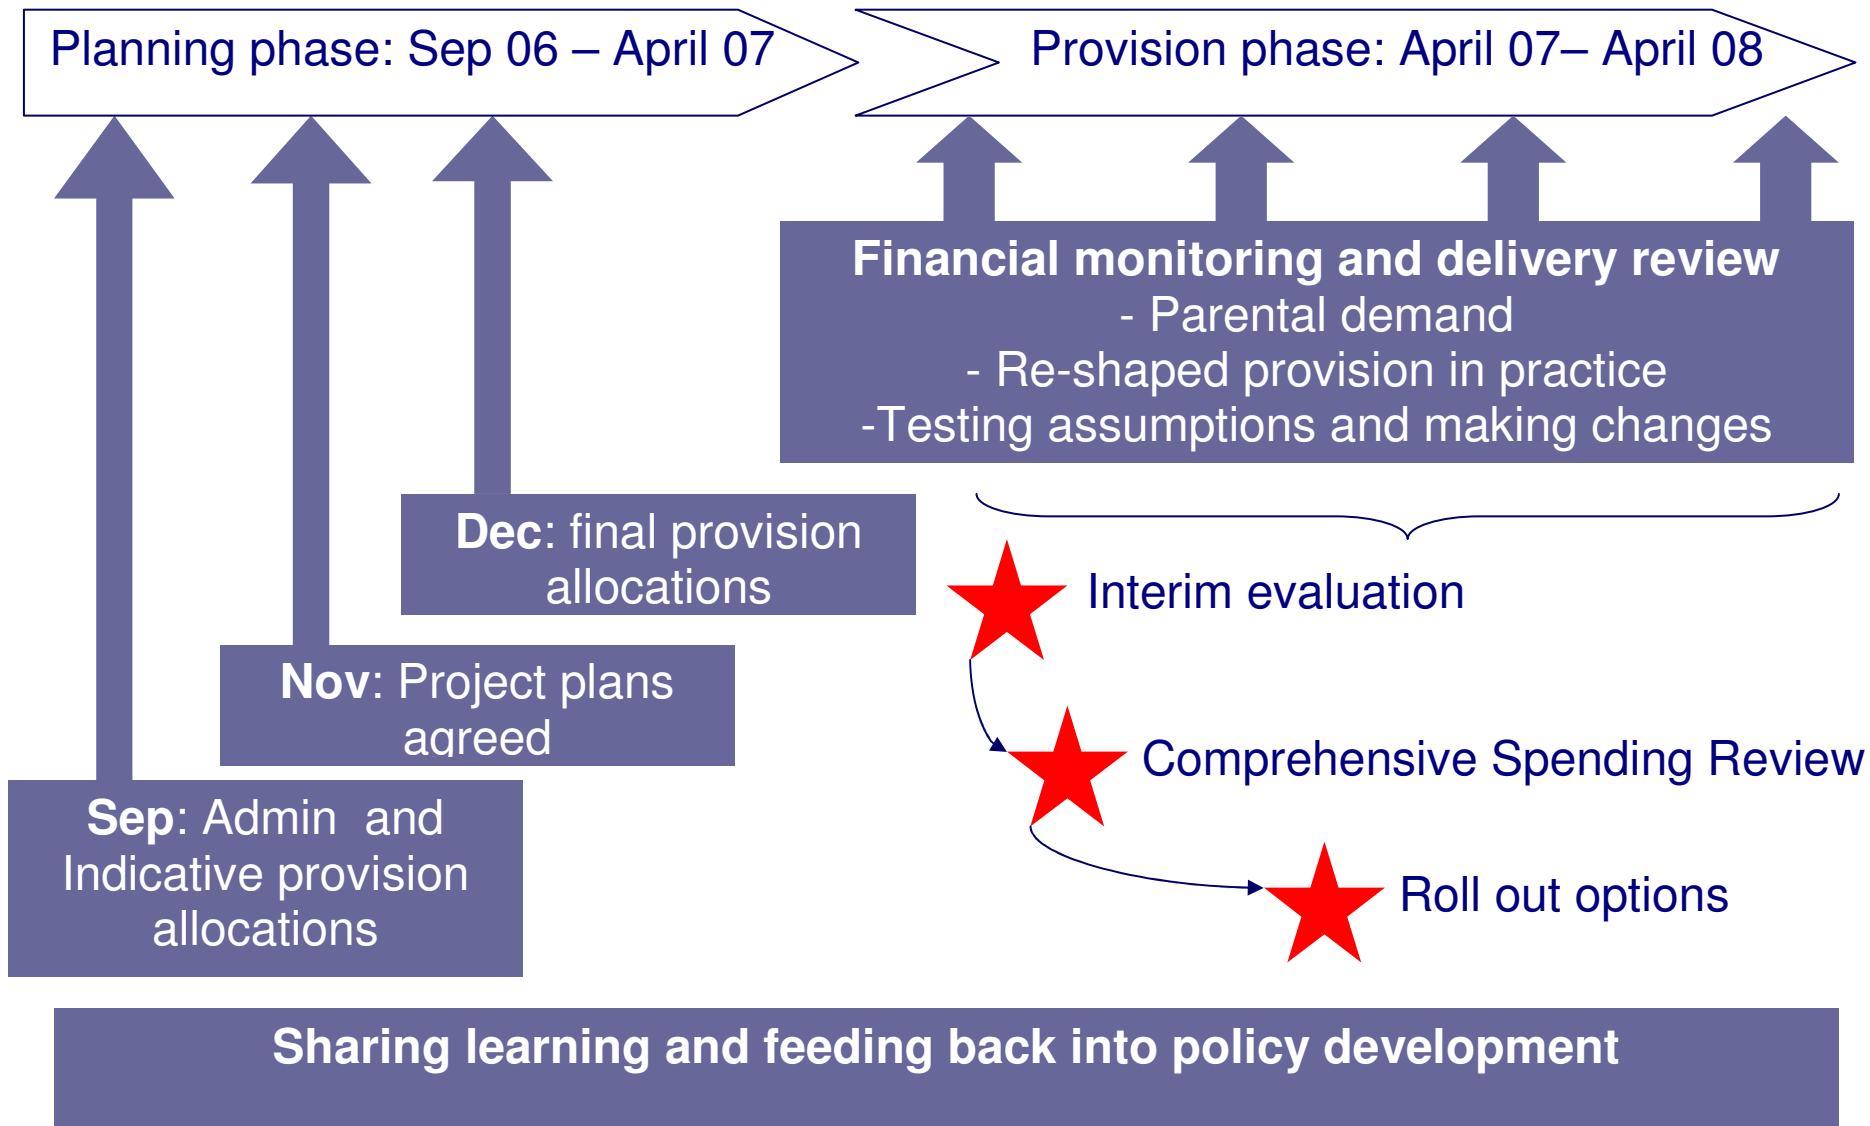 Planning phase: Sep 06 – April 07
Provision phase: April 07– April 08
Financial monitoring and delivery review
- Parental demand
- Re-shaped provision in practice
-Testing assumptions and making changes
Dec: final provision
allocations
Nov: Project plans
agreed
Sep: Admin  and
Indicative provision
allocations
Interim evaluation
Comprehensive Spending Review
Roll out options
Sharing learning and feeding back into policy development